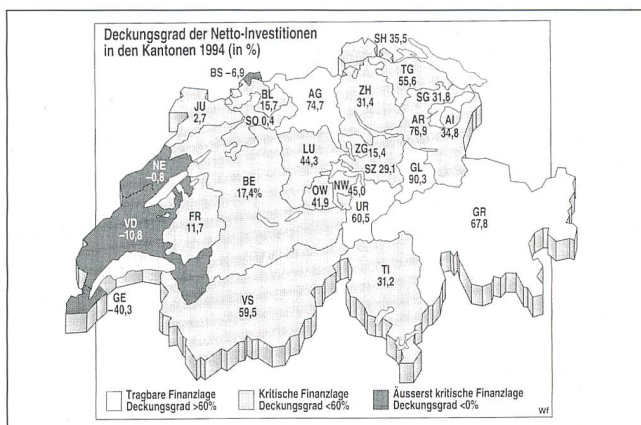 Deckungsgrad der Netto-Investitionen
in den Kantonen 1994 (in %)
SH 35,5
BS –6,9
TG
55,6
BL
15,7
AG
74,7
ZH
31,4
SG 31,8
JU
2,7
SO 0,4
AR
76,9
AI
34,8
LU
44,3
ZG 15,4
NE
–0,8
BE
17,4%
SZ 29,1
GL
90,3
OW
41,9
NW
45,0
VD
–10,8
FR
11,7
UR
60,5
GR
67,8
TI
31,2
GE
–40,3
VS
59,5
Tragbare Finanzlage
Deckungsgrad >60%
Kritische Finanzlage
Deckungsgrad <60%
Äusserst kritische Finanzlage
Deckungsgrad <0%
Wf